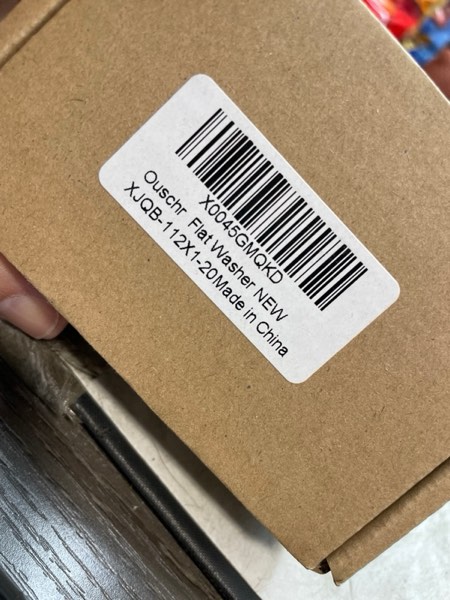 X0045GMQKD
Ouschr Flat Washer NEW
XJQB-112X1-20Made in China